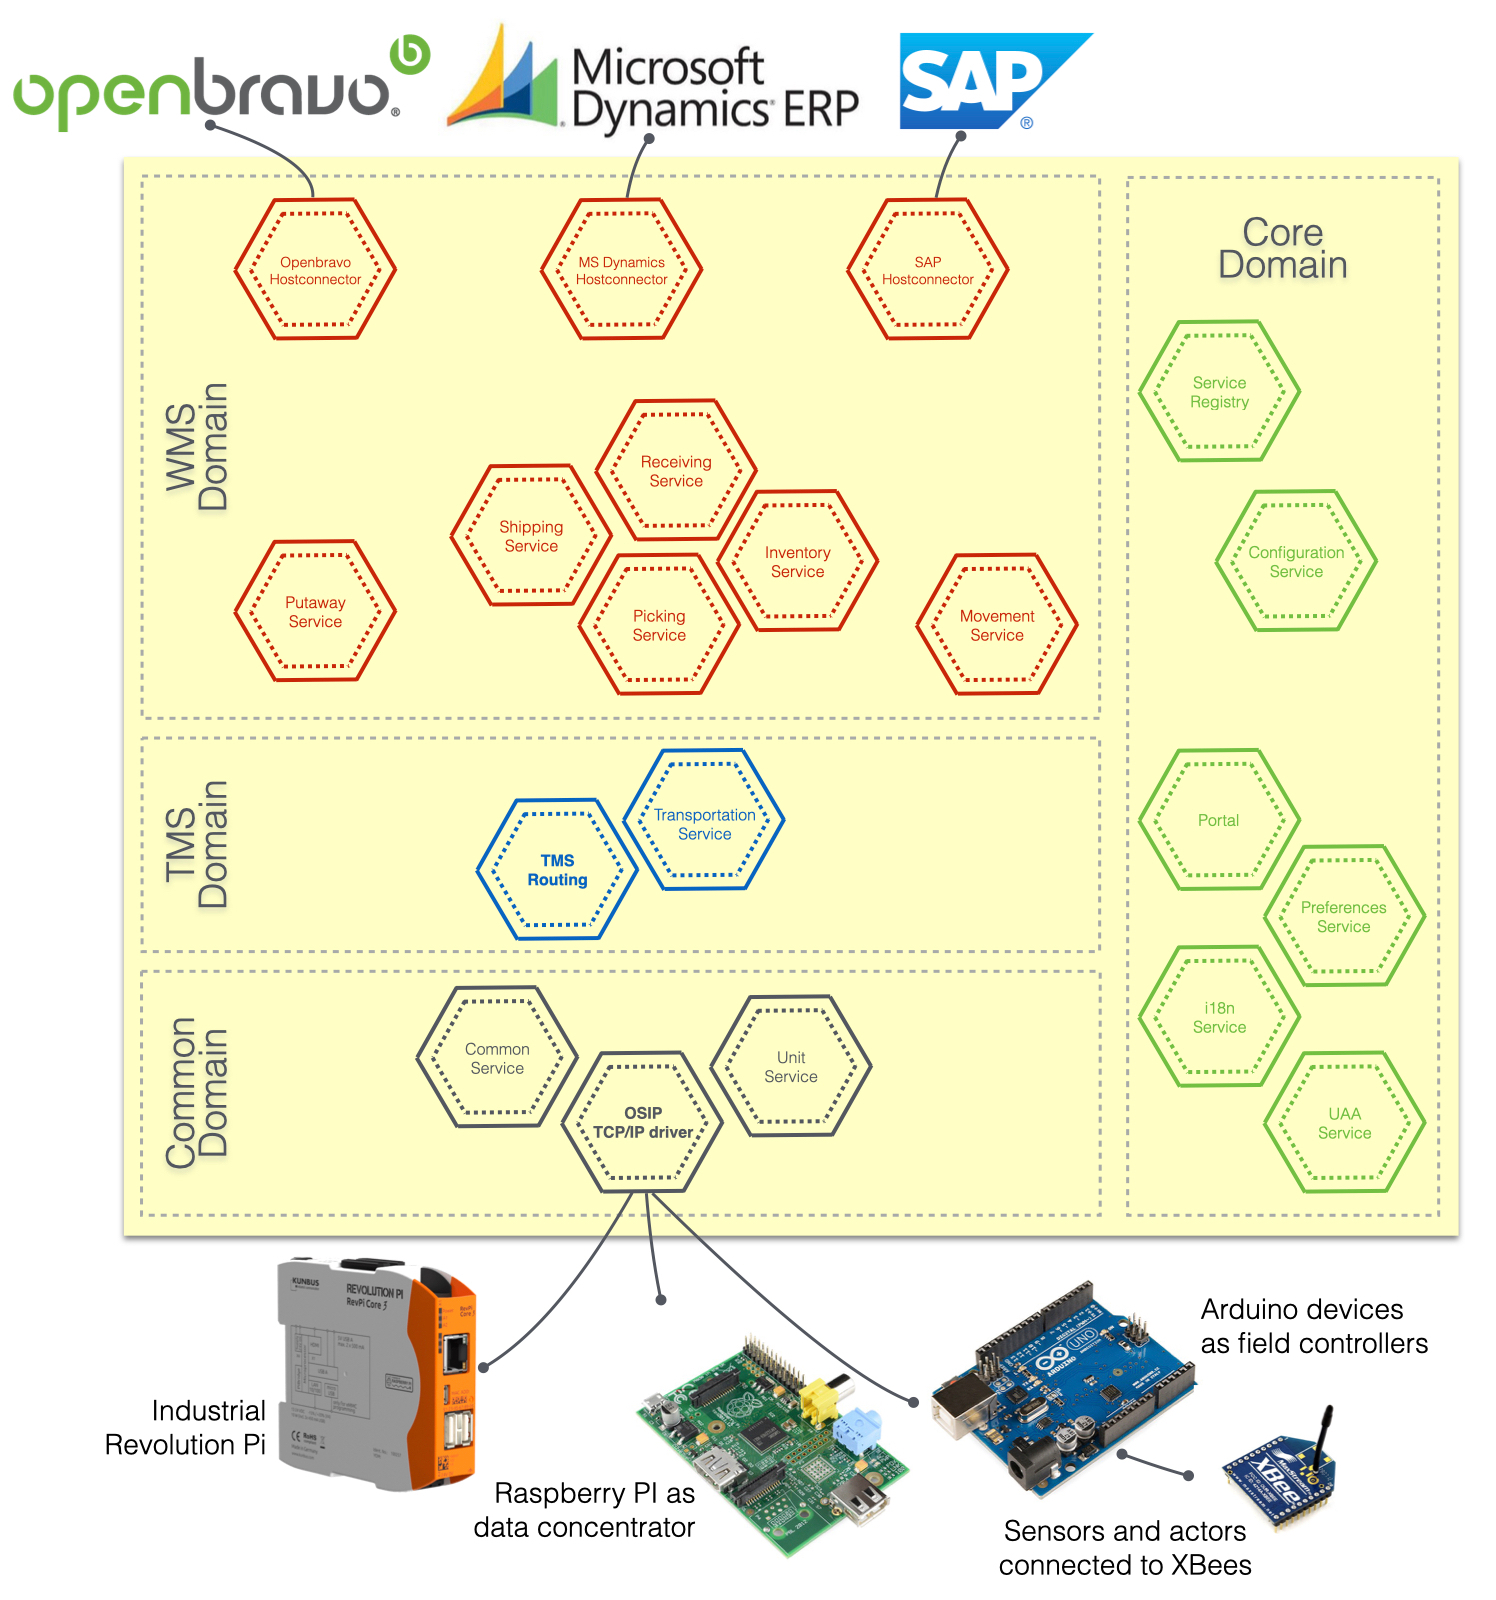 openbravo®
Microsoft
Dynamics® ERP
SAP®
Openbravo
Hostconnector
MS Dynamics
Hostconnector
SAP
Hostconnector
Core
Domain
WMS
Domain
Service
Registry
Receiving
Service
Shipping
Service
Inventory
Service
Configuration
Service
Putaway
Service
Picking
Service
Movement
Service
TMS
Domain
Transportation
Service
TMS
Routing
Portal
Preferences
Service
Common
Domain
Common
Service
Unit
Service
OSIP
TCP/IP driver
i18n
Service
UAA
Service
KUNBUS
REVOLUTION PI
RevPi Core 3
Industrial
Revolution Pi
Raspberry PI as
data concentrator
UNO
ARDUINO
Arduino devices
as field controllers
XBee
Sensors and actors
connected to XBees